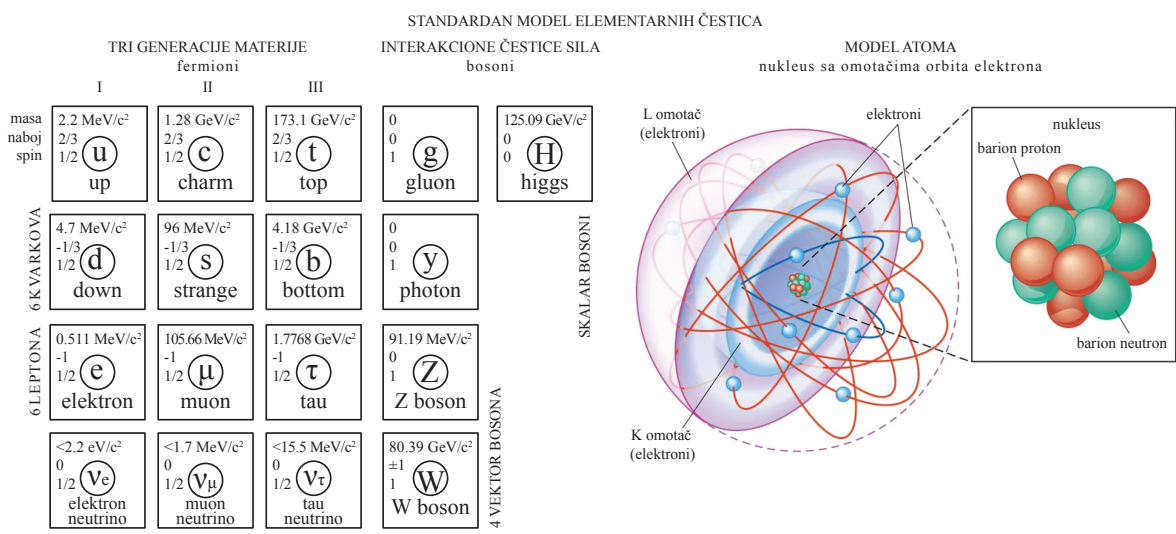 STANDARDAN MODEL ELEMENTARNIH ČESTICA
TRI GENERACIJE MATERIJE
fermioni
I II III
INTERAKCIONE ČESTICE SILA
bosoni
masa
naboj
spin
2.2 MeV/c²
2/3
1/2
u
up
1.28 GeV/c²
2/3
1/2
c
charm
173.1 GeV/c²
2/3
1/2
t
top
0
0
1
g
gluon
125.09 GeV/c²
0
0
H
higgs
6 KVARKOVA
4.7 MeV/c²
-1/3
1/2
d
down
96 MeV/c²
-1/3
1/2
s
strange
4.18 GeV/c²
-1/3
1/2
b
bottom
0
0
1
y
photon
SKALAR BOSONI
6 LEPTONA
0.511 MeV/c²
-1
1/2
e
elektron
105.66 MeV/c²
-1
1/2
μ
muon
1.7768 GeV/c²
-1
1/2
τ
tau
91.19 MeV/c²
0
1
Z
Z boson
<2.2 eV/c²
0
1/2
νe
elektron
neutrino
<1.7 MeV/c²
0
1/2
νμ
muon
neutrino
<15.5 MeV/c²
0
1/2
ντ
tau
neutrino
80.39 GeV/c²
±1
1
W
W boson
4 VEKTOR BOSONA
MODEL ATOMA
nukleus sa omotačima orbita elektrona
L omotač
(elektroni)
elektroni
K omotač
(elektroni)
nukleus
barion proton
barion neutron